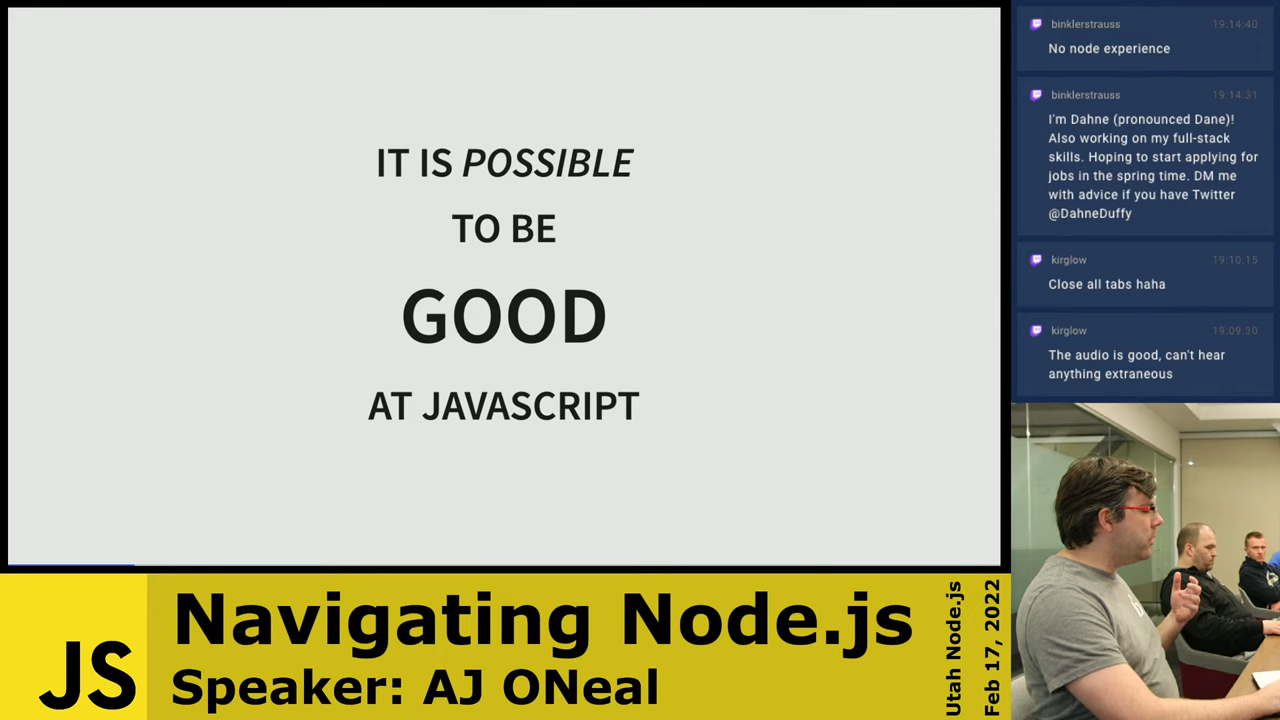 IT IS POSSIBLE
TO BE
GOOD
AT JAVASCRIPT
binklerstrauss 19:14:40
No node experience
binklerstrauss 19:14:31
I'm Dahne (pronounced Dane)!
Also working on my full-stack
skills. Hoping to start applying for
jobs in the spring time. DM me
with advice if you have Twitter
@DahneDuffy
kirglow 19:10:15
Close all tabs haha
kirglow 19:09:30
The audio is good, can't hear
anything extraneous
JS
Navigating Node.js
Speaker: AJ ONeal
Utah Node.js
Feb 17, 2022